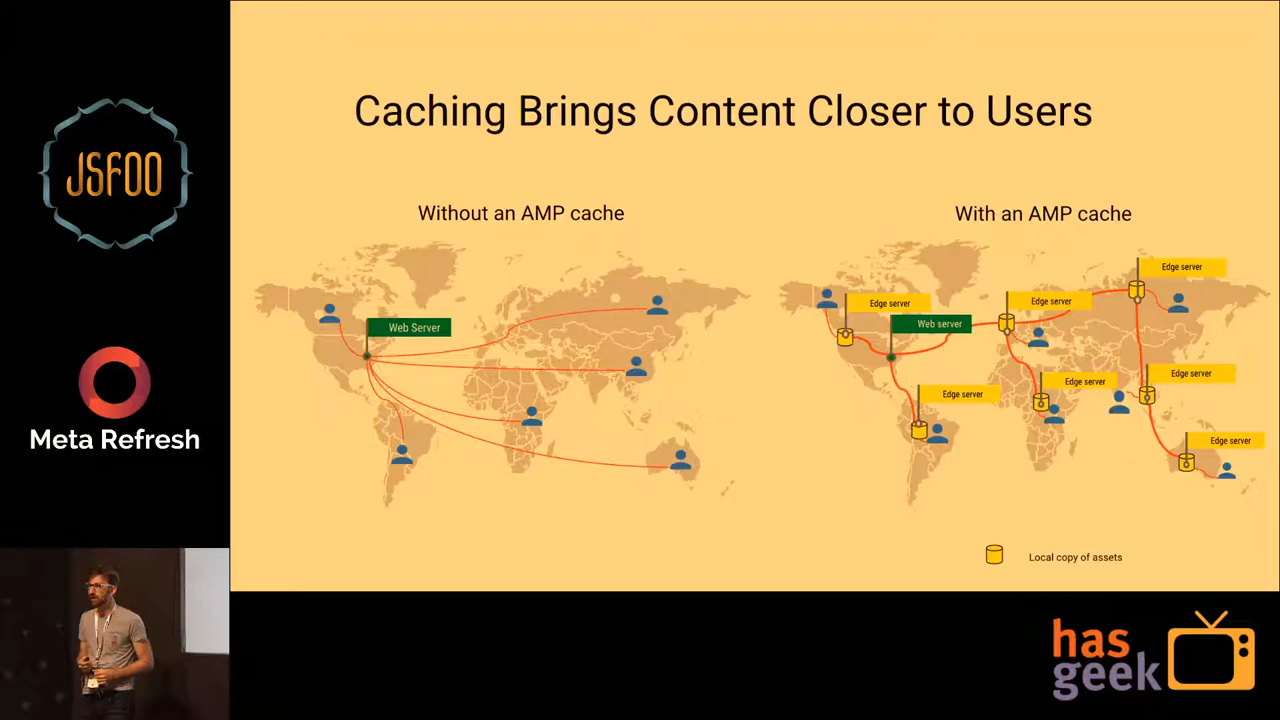 JSFOO
Meta Refresh
Caching Brings Content Closer to Users
Without an AMP cache
Web Server
With an AMP cache
Edge server
Edge server
Edge server
Web server
Edge server
Edge server
Edge server
Edge server
Local copy of assets
has
geek